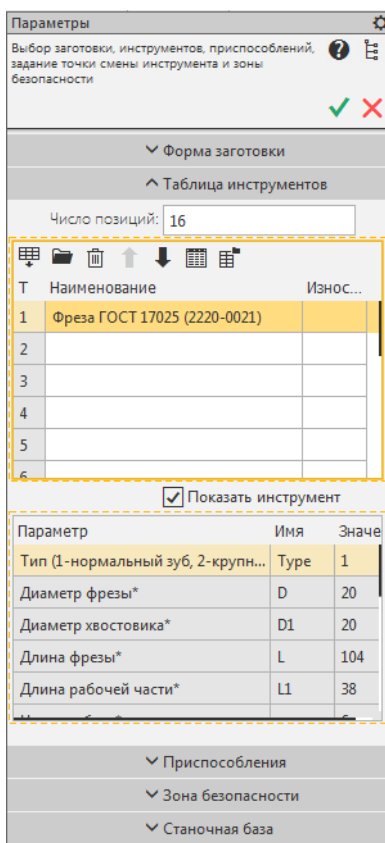 Параметры
Выбор заготовки, инструментов, приспособлений,
задание точки смены инструмента и зоны
безопасности
Форма заготовки
Таблица инструментов
Число позиций: 16
T Наименование Износ...
1 Фреза ГОСТ 17025 (2220-0021)
2
3
4
5
6
Показать инструмент
Параметр Имя Значе
Тип (1-нормальный зуб, 2-крупн... Type 1
Диаметр фрезы* D 20
Диаметр хвостовика* D1 20
Длина фрезы* L 104
Длина рабочей части* L1 38
Приспособления
Зона безопасности
Станочная база